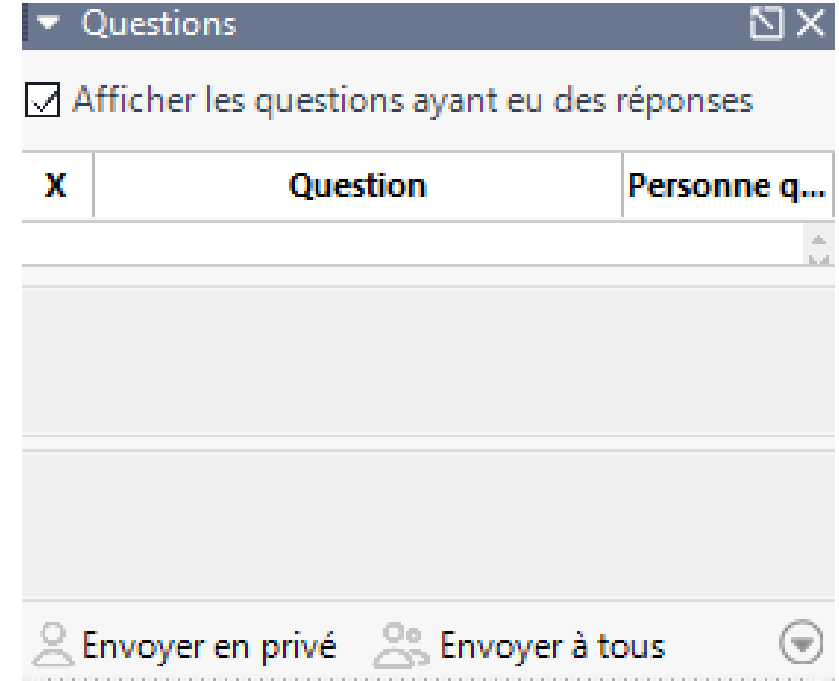 Questions
Afficher les questions ayant eu des réponses
X Question Personne q...
Envoyer en privé Envoyer à tous